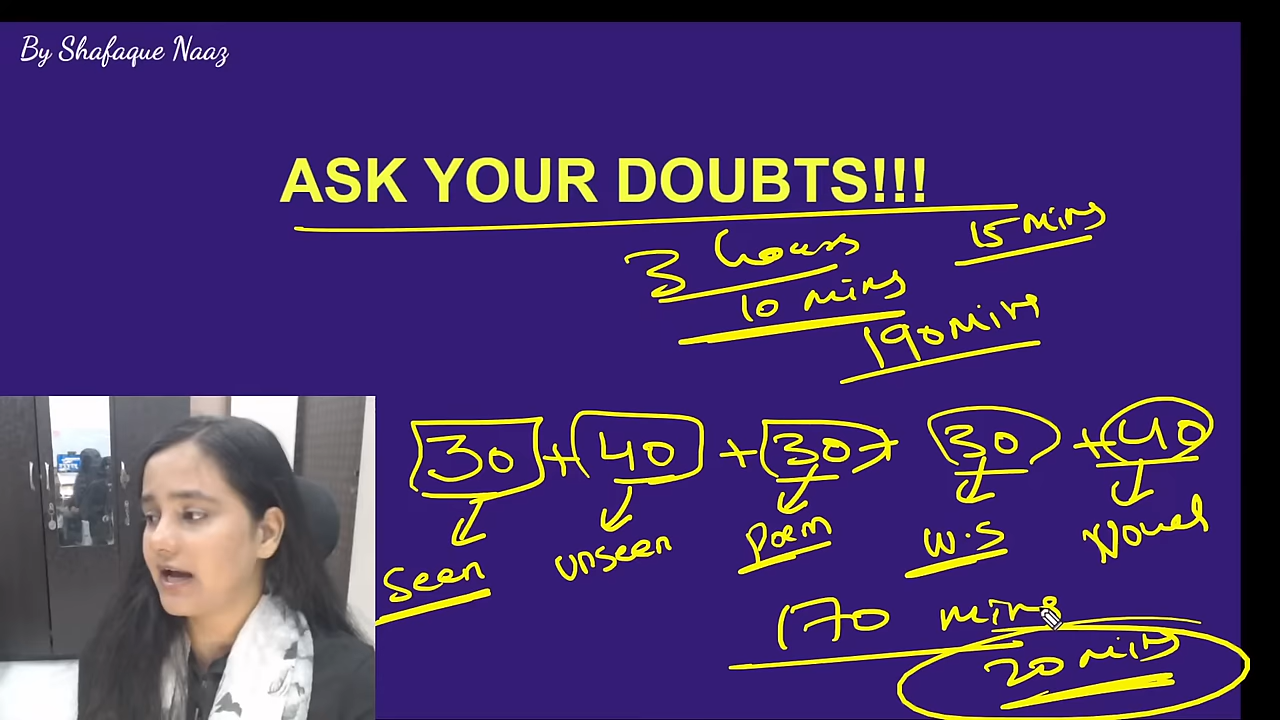 By Shafaque Naaz
ASK YOUR DOUBTS!!!
3 hours 15 mins
10 mins
190 mins
30 + 40 + 30 + 30 + 40
Seen unseen Poem W.S Novel
170 mins
20 mins